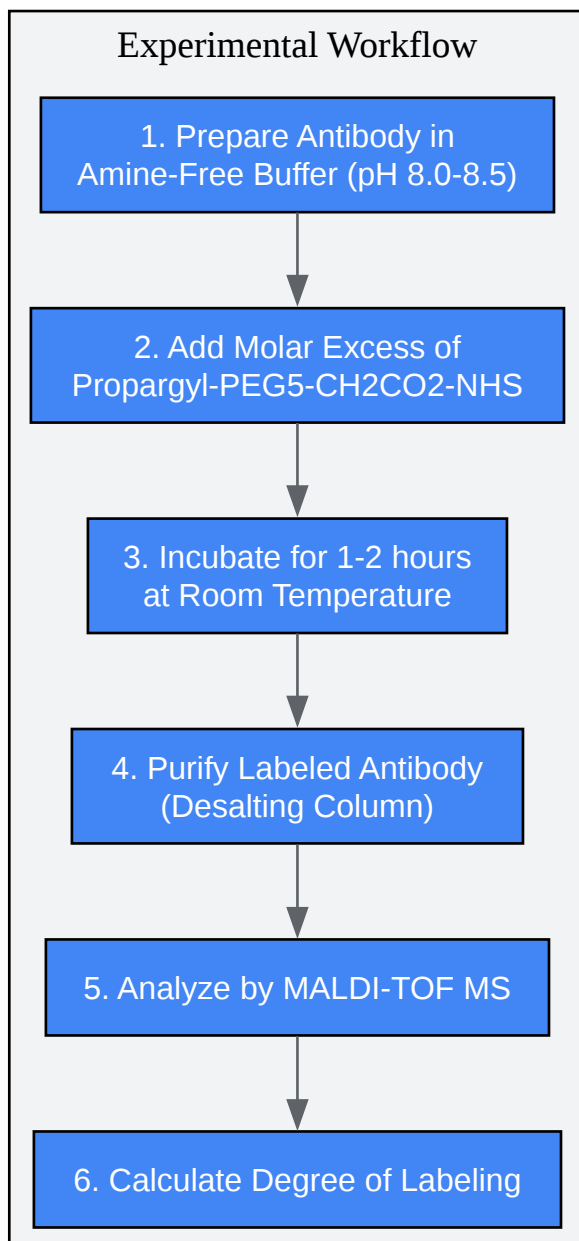 Experimental Workflow
1. Prepare Antibody in
Amine-Free Buffer (pH 8.0-8.5)
2. Add Molar Excess of
Propargyl-PEG5-CH2CO2-NHS
3. Incubate for 1-2 hours
at Room Temperature
4. Purify Labeled Antibody
(Desalting Column)
5. Analyze by MALDI-TOF MS
6. Calculate Degree of Labeling